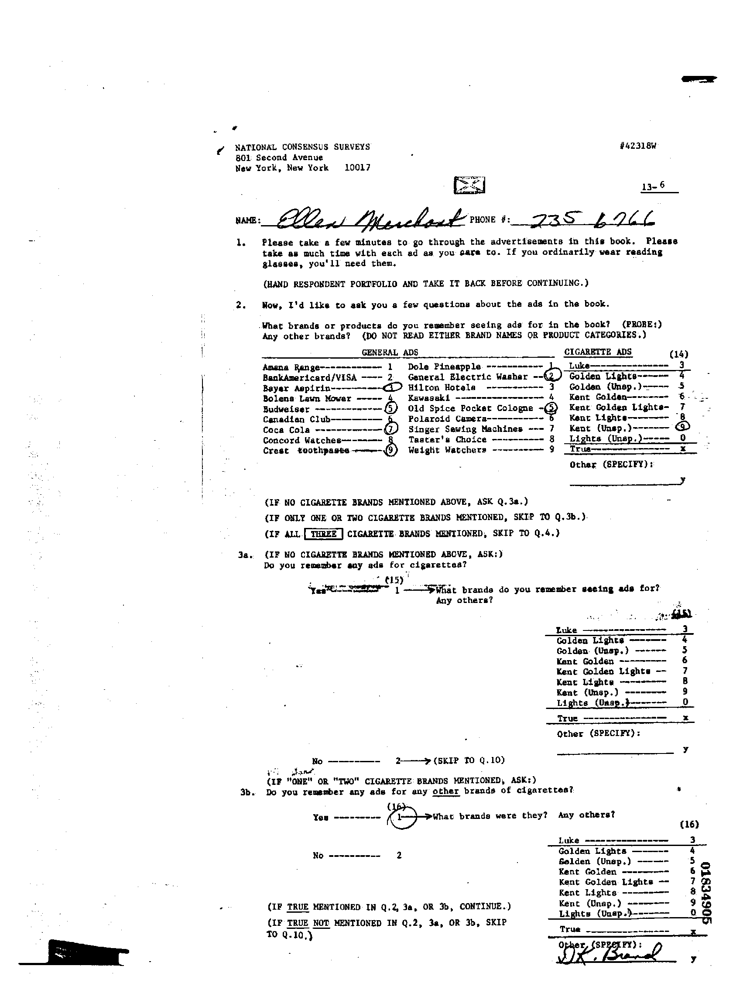 NATIONAL CONSENSUS SURVEYS #42318W
801 Second Avenue
New York, New York 10017
13-6
NAME: Ellen Merchant PHONE #: 735 6766
1. Please take a few minutes to go through the advertisements in this book. Please
take as much time with each ad as you care to. If you ordinarily wear reading
glasses, you'll need them.
(HAND RESPONDENT PORTFOLIO AND TAKE IT BACK BEFORE CONTINUING.)
2. Now, I'd like to ask you a few questions about the ads in the book.
What brands or products do you remember seeing ads for in the book? (PROBE:)
Any other brands? (DO NOT READ EITHER BRAND NAMES OR PRODUCT CATEGORIES.)
GENERAL ADS CIGARETTE ADS (14)
Amana Range------------ 1 Dole Pineapple ----------- 1 Luke---------------- 3
BankAmericard/VISA ---- 2 General Electric Washer --2 Golden Lights------ 4
Bayer Aspirin---------- Hilton Hotels ---------- 3 Golden (Unsp.)----- 5
Bolens Lawn Mower ----- 4 Kawasaki ---------------- 4 Kent Golden-------- 6
Budweiser ------------- 5 Old Spice Pocket Cologne -5 Kent Golden Lights- 7
Canadian Club---------- 6 Polaroid Camera----------- 6 Kent Lights-------- 8
Coca Cola ------------- 7 Singer Sewing Machines --- 7 Kent (Unsp.)------- 9
Concord Watches-------- 8 Taster's Choice ---------- 8 Lights (Unsp.)----- 0
Crest toothpaste ------ 9 Weight Watchers ---------- 9 True--------------- x
Other (SPECIFY):
y
(IF NO CIGARETTE BRANDS MENTIONED ABOVE, ASK Q.3a.)
(IF ONLY ONE OR TWO CIGARETTE BRANDS MENTIONED, SKIP TO Q.3b.)
(IF ALL THREE CIGARETTE BRANDS MENTIONED, SKIP TO Q.4.)
3a. (IF NO CIGARETTE BRANDS MENTIONED ABOVE, ASK:)
Do you remember any ads for cigarettes?
(15)
Yes 1 What brands do you remember seeing ads for?
Any others?
(15)
Luke ---------------- 3
Golden Lights ------- 4
Golden (Unsp.) ------ 5
Kent Golden --------- 6
Kent Golden Lights -- 7
Kent Lights --------- 8
Kent (Unsp.) -------- 9
Lights (Unsp.)------- 0
True ---------------- x
Other (SPECIFY):
y
No --------- 2 (SKIP TO Q.10)
(IF "ONE" OR "TWO" CIGARETTE BRANDS MENTIONED, ASK:)
3b. Do you remember any ads for any other brands of cigarettes?
(16)
Yes -------- 1 What brands were they? Any others?
(16)
Luke ---------------- 3
Golden Lights ------- 4
No ---------- 2 Golden (Unsp.) ------ 5
Kent Golden --------- 6
Kent Golden Lights -- 7
Kent Lights --------- 8
(IF TRUE MENTIONED IN Q.2, 3a, OR 3b, CONTINUE.) Kent (Unsp.) -------- 9
Lights (Unsp.)------- 0
(IF TRUE NOT MENTIONED IN Q.2, 3a, OR 3b, SKIP
TO Q.10.) True ---------------- x
Other (SPECIFY):
D.K. Brand y
01834905